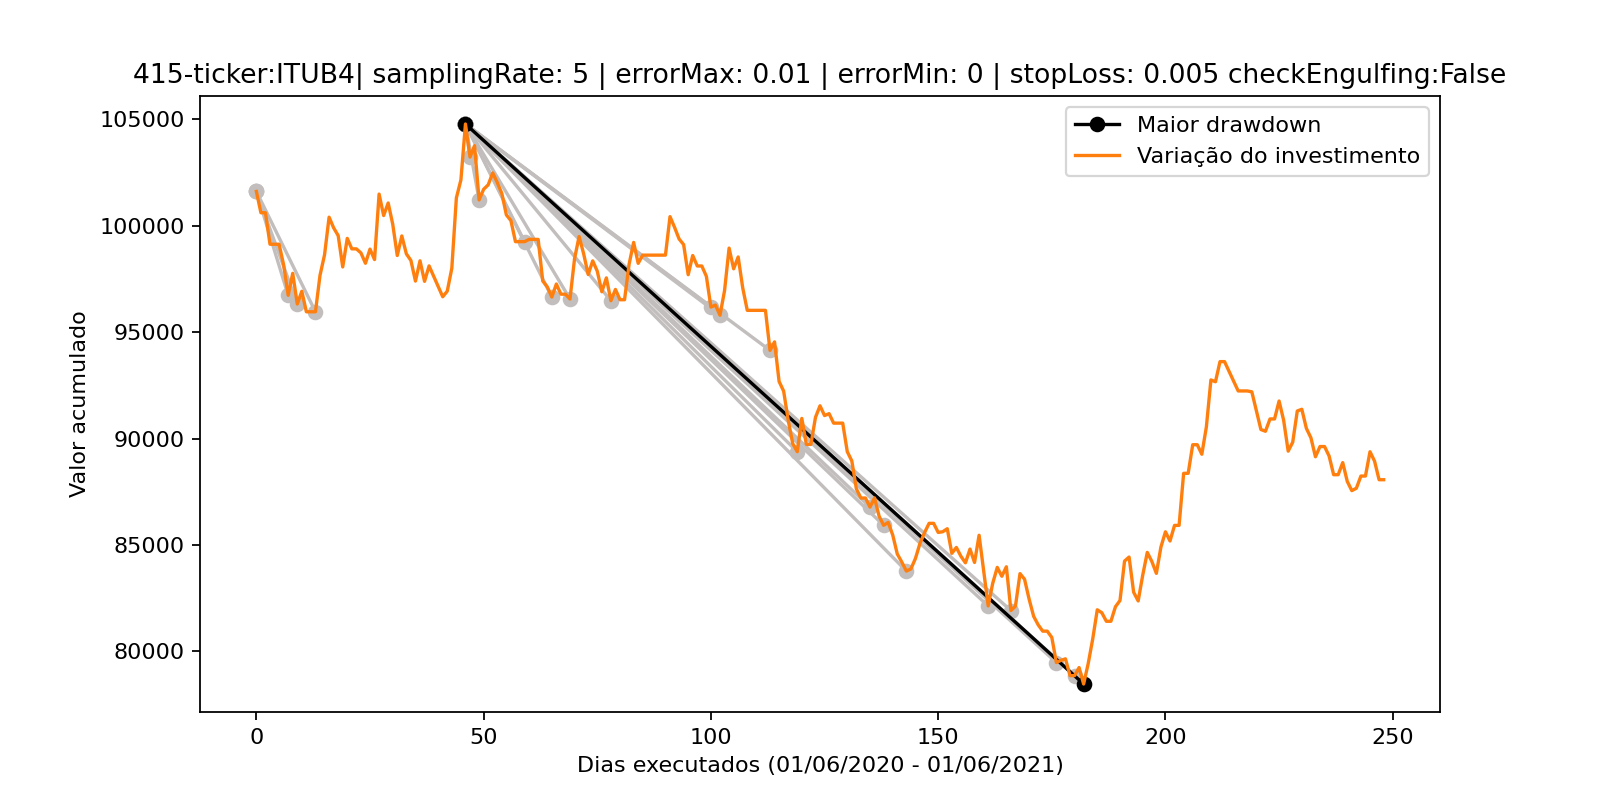 415-ticker:ITUB4| samplingRate: 5 | errorMax: 0.01 | errorMin: 0 | stopLoss: 0.005 checkEngulfing:False
Maior drawdown
Variação do investimento
Valor acumulado
105000
100000
95000
90000
85000
80000
0 50 100 150 200 250
Dias executados (01/06/2020 - 01/06/2021)